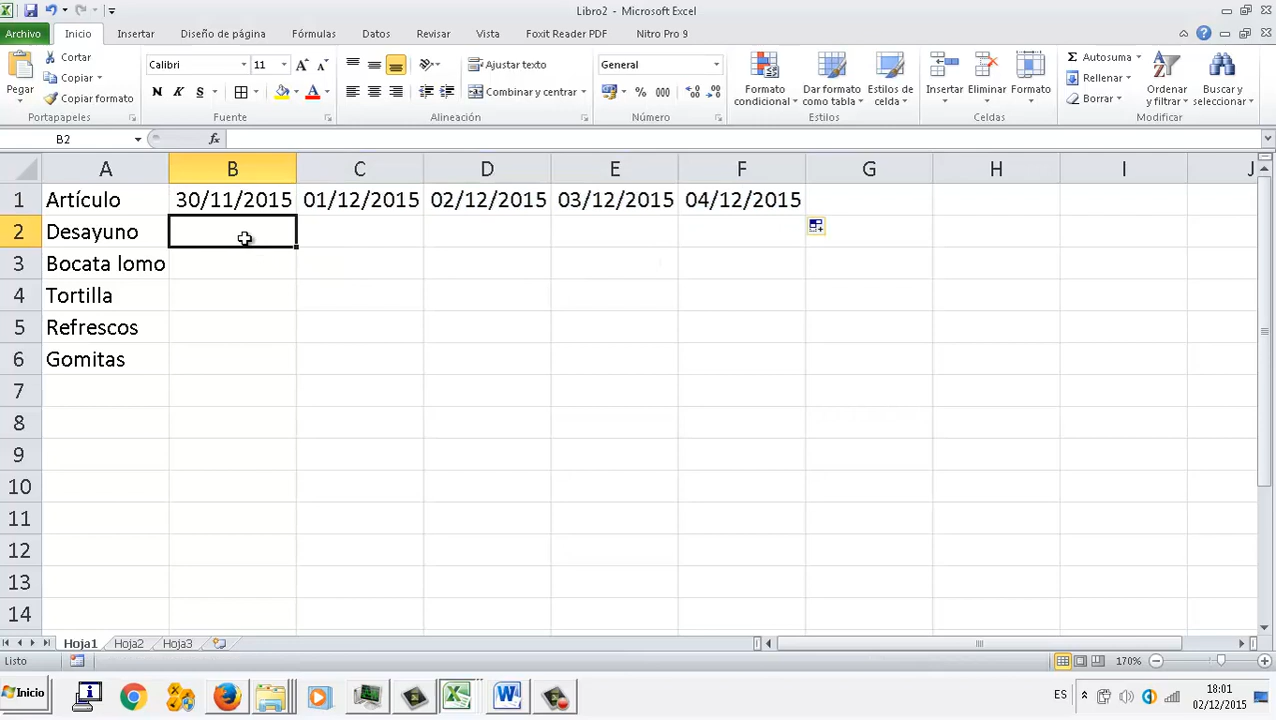 Libro2 - Microsoft Excel
Archivo Inicio Insertar Diseño de página Fórmulas Datos Revisar Vista Foxit Reader PDF Nitro Pro 9
Pegar
Cortar
Copiar
Copiar formato
Portapapeles
Calibri 11
N K S A
Fuente
Ajustar texto
Combinar y centrar
Alineación
General
% 000
Número
Formato condicional
Dar formato como tabla
Estilos de celda
Estilos
Insertar Eliminar Formato
Celdas
Autosuma
Rellenar
Borrar
Ordenar y filtrar
Buscar y seleccionar
Modificar
B2 fx
A B C D E F G H I J
1 Artículo 30/11/2015 01/12/2015 02/12/2015 03/12/2015 04/12/2015
2 Desayuno
3 Bocata lomo
4 Tortilla
5 Refrescos
6 Gomitas
7
8
9
10
11
12
13
14
Hoja1 Hoja2 Hoja3
Listo 170%
Inicio ES 18:01
02/12/2015